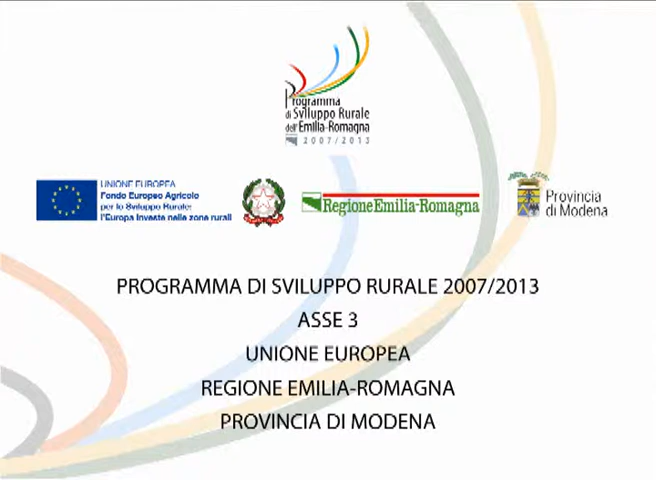 Programma
di Sviluppo Rurale
dell'Emilia-Romagna
2007/2013
UNIONE EUROPEA
Fondo Europeo Agricolo
per lo Sviluppo Rurale:
l'Europa investe nelle zone rurali
RegioneEmilia-Romagna
Provincia
di Modena
PROGRAMMA DI SVILUPPO RURALE 2007/2013
ASSE 3
UNIONE EUROPEA
REGIONE EMILIA-ROMAGNA
PROVINCIA DI MODENA